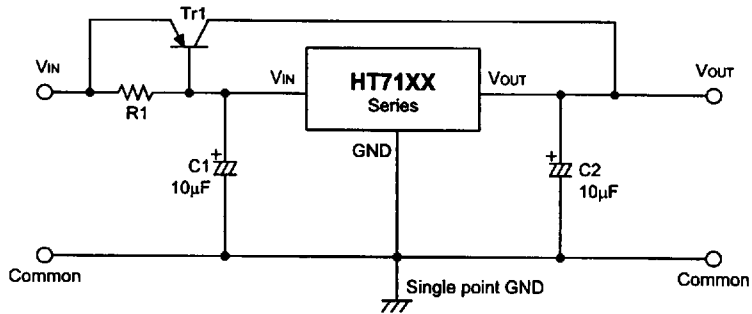 Tr1
VIN
R1
VIN
HT71XX
Series
VOUT
VOUT
GND
C1
10µF
C2
10µF
Common
Single point GND
Common
+
+